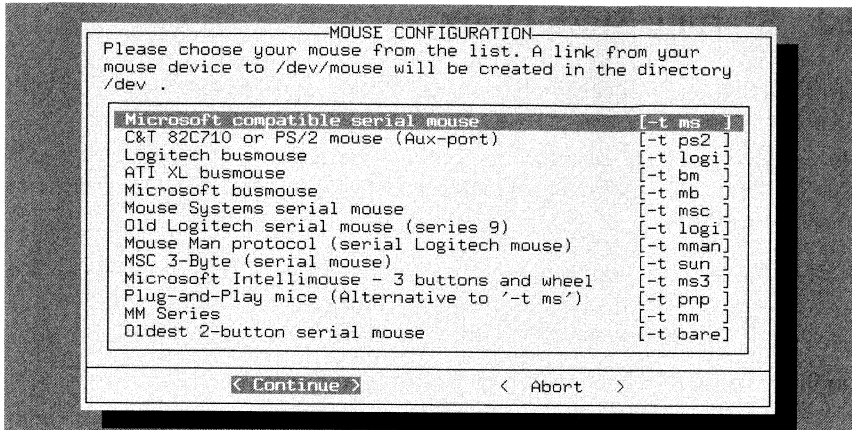 MOUSE CONFIGURATION
Please choose your mouse from the list. A link from your
mouse device to /dev/mouse will be created in the directory
/dev .
Microsoft compatible serial mouse [-t ms ]
C&T 82C710 or PS/2 mouse (Aux-port) [-t ps2 ]
Logitech busmouse [-t logi]
ATI XL busmouse [-t bm ]
Microsoft busmouse [-t mb ]
Mouse Systems serial mouse [-t msc ]
Old Logitech serial mouse (series 9) [-t logi]
Mouse Man protocol (serial Logitech mouse) [-t mman]
MSC 3-Byte (serial mouse) [-t sun ]
Microsoft Intellimouse - 3 buttons and wheel [-t ms3 ]
Plug-and-Play mice (Alternative to '-t ms') [-t pnp ]
MM Series [-t mm ]
Oldest 2-button serial mouse [-t bare]
< Continue > < Abort >